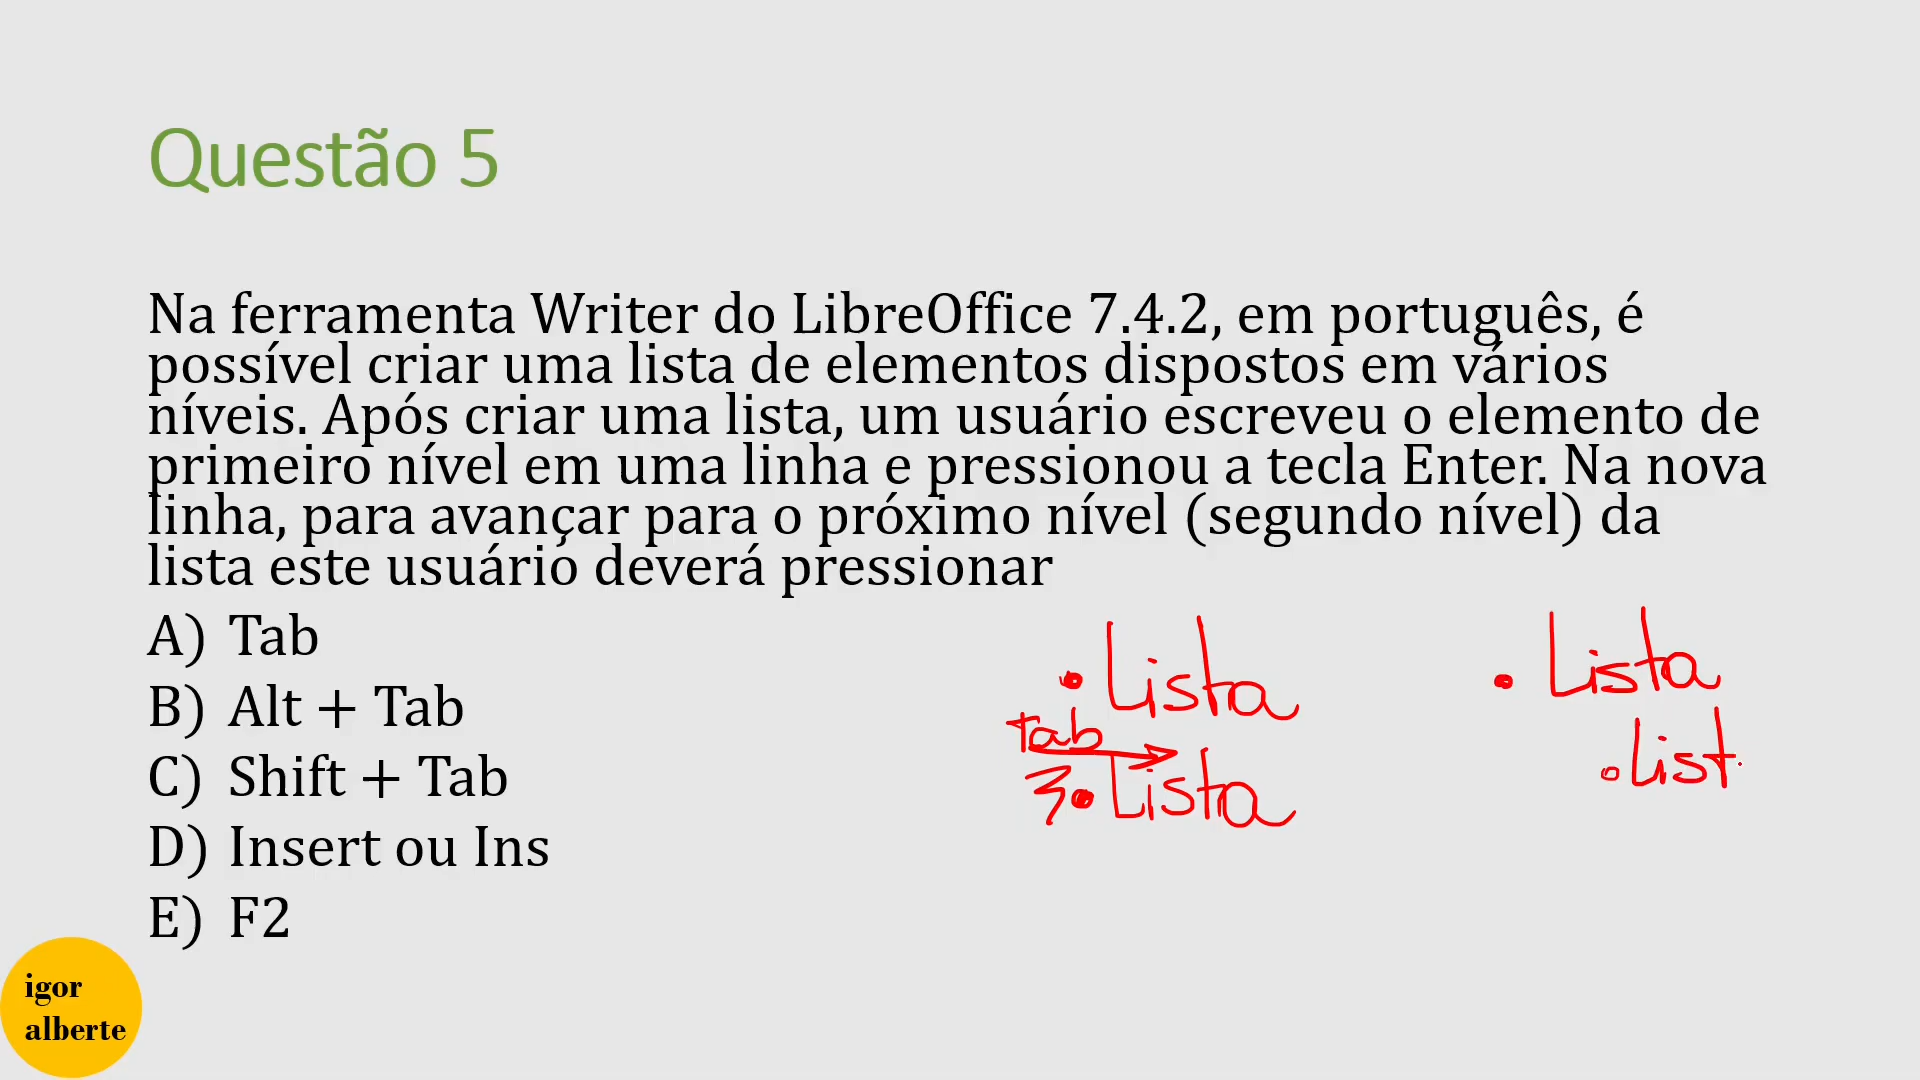 Questão 5
Na ferramenta Writer do LibreOffice 7.4.2, em português, é
possível criar uma lista de elementos dispostos em vários
níveis. Após criar uma lista, um usuário escreveu o elemento de
primeiro nível em uma linha e pressionou a tecla Enter. Na nova
linha, para avançar para o próximo nível (segundo nível) da
lista este usuário deverá pressionar
A) Tab
B) Alt + Tab
C) Shift + Tab
D) Insert ou Ins
E) F2
• Lista
Tab
• Lista
• Lista
• List
igor
alberte